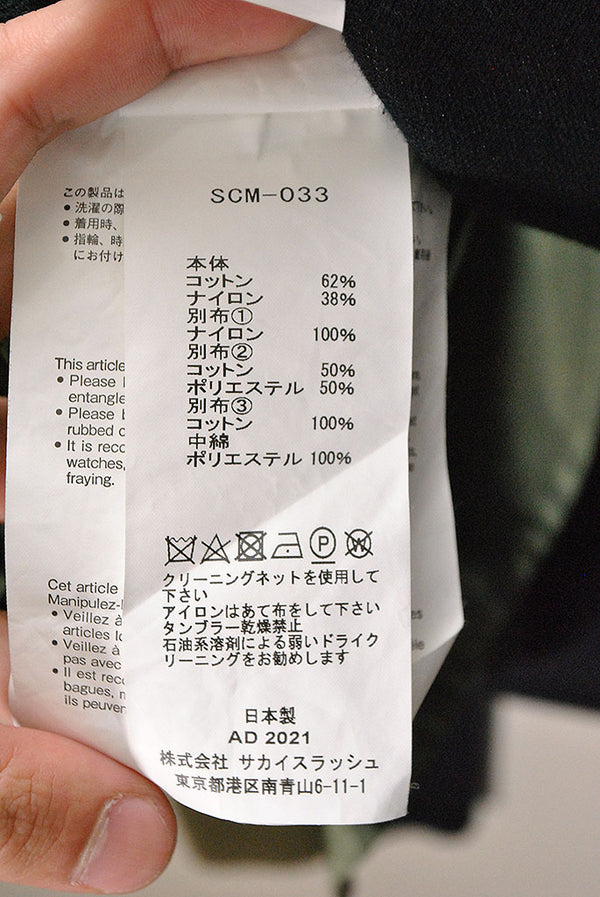 SCM-033
本体
コットン 62%
ナイロン 38%
別布①
ナイロン 100%
別布②
コットン 50%
ポリエステル 50%
別布③
コットン 100%
中綿
ポリエステル 100%
P W
クリーニングネットを使用して
下さい
アイロンはあて布をして下さい
タンブラー乾燥禁止
石油系溶剤による弱いドライク
リーニングをお勧めします
日本製
AD 2021
株式会社 サカイスラッシュ
東京都港区南青山6-11-1
この製品は
• 洗濯の際
• 着用時、
• 指輪、時
にお付け
This article
• Please
entangle
• Please
rubbed
• It is
watches,
fraying.
Cet article
Manipulez-
• Veillez à
articles
• Veillez à
pas avec
• Il est
bagues,
ils